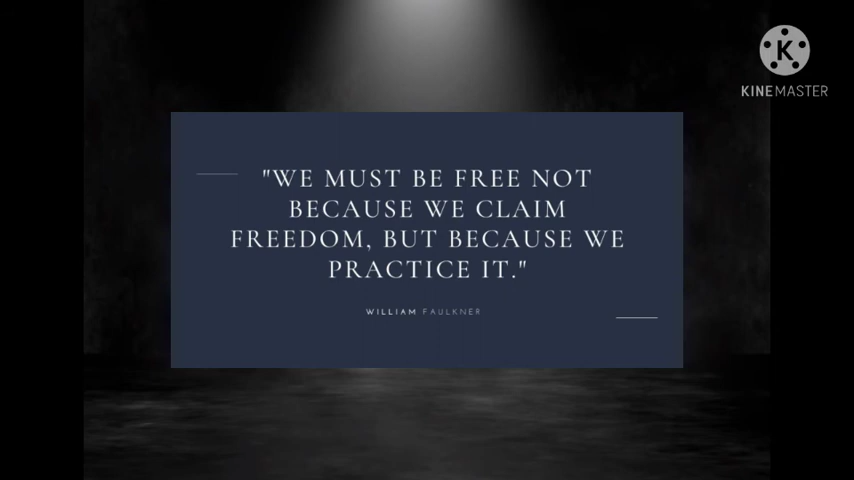 "WE MUST BE FREE NOT
BECAUSE WE CLAIM
FREEDOM, BUT BECAUSE WE
PRACTICE IT."
WILLIAM FAULKNER
K
KINEMASTER